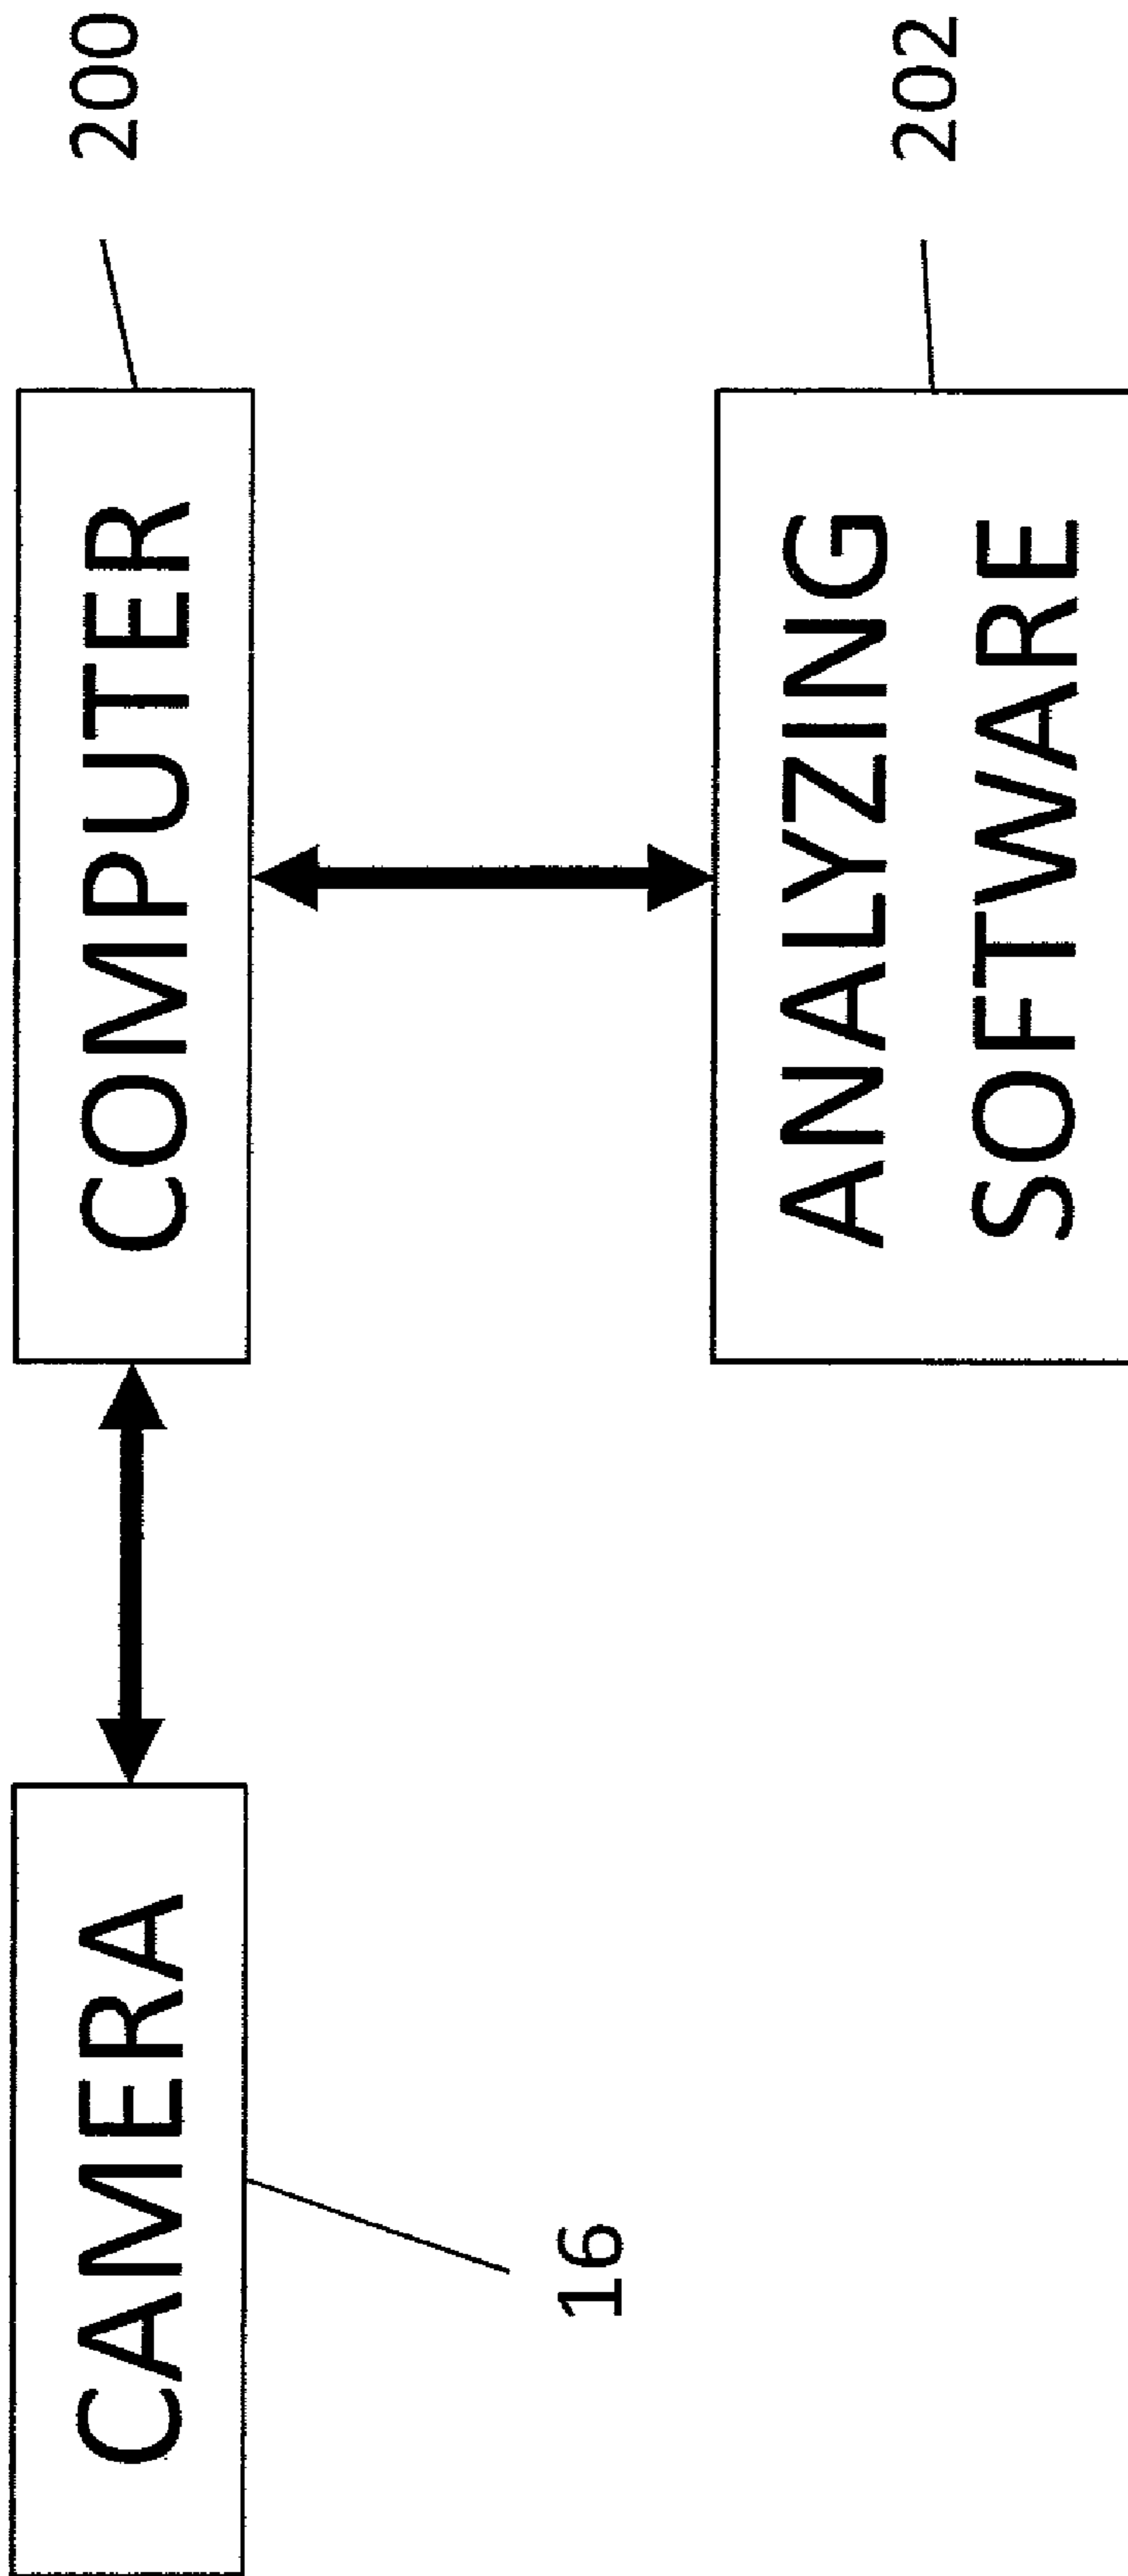 CAMERA
COMPUTER
200
16
ANALYZING
SOFTWARE
202